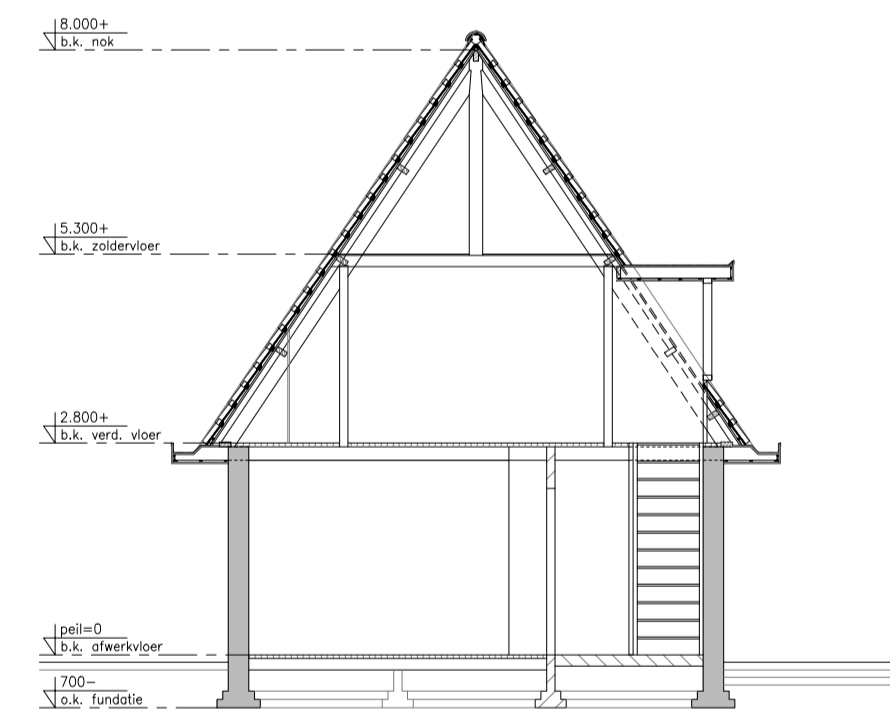 8.000+
b.k. nok
5.300+
b.k. zoldervloer
2.800+
b.k. verd. vloer
peil=0
b.k. afwerkvloer
700-
o.k. fundatie